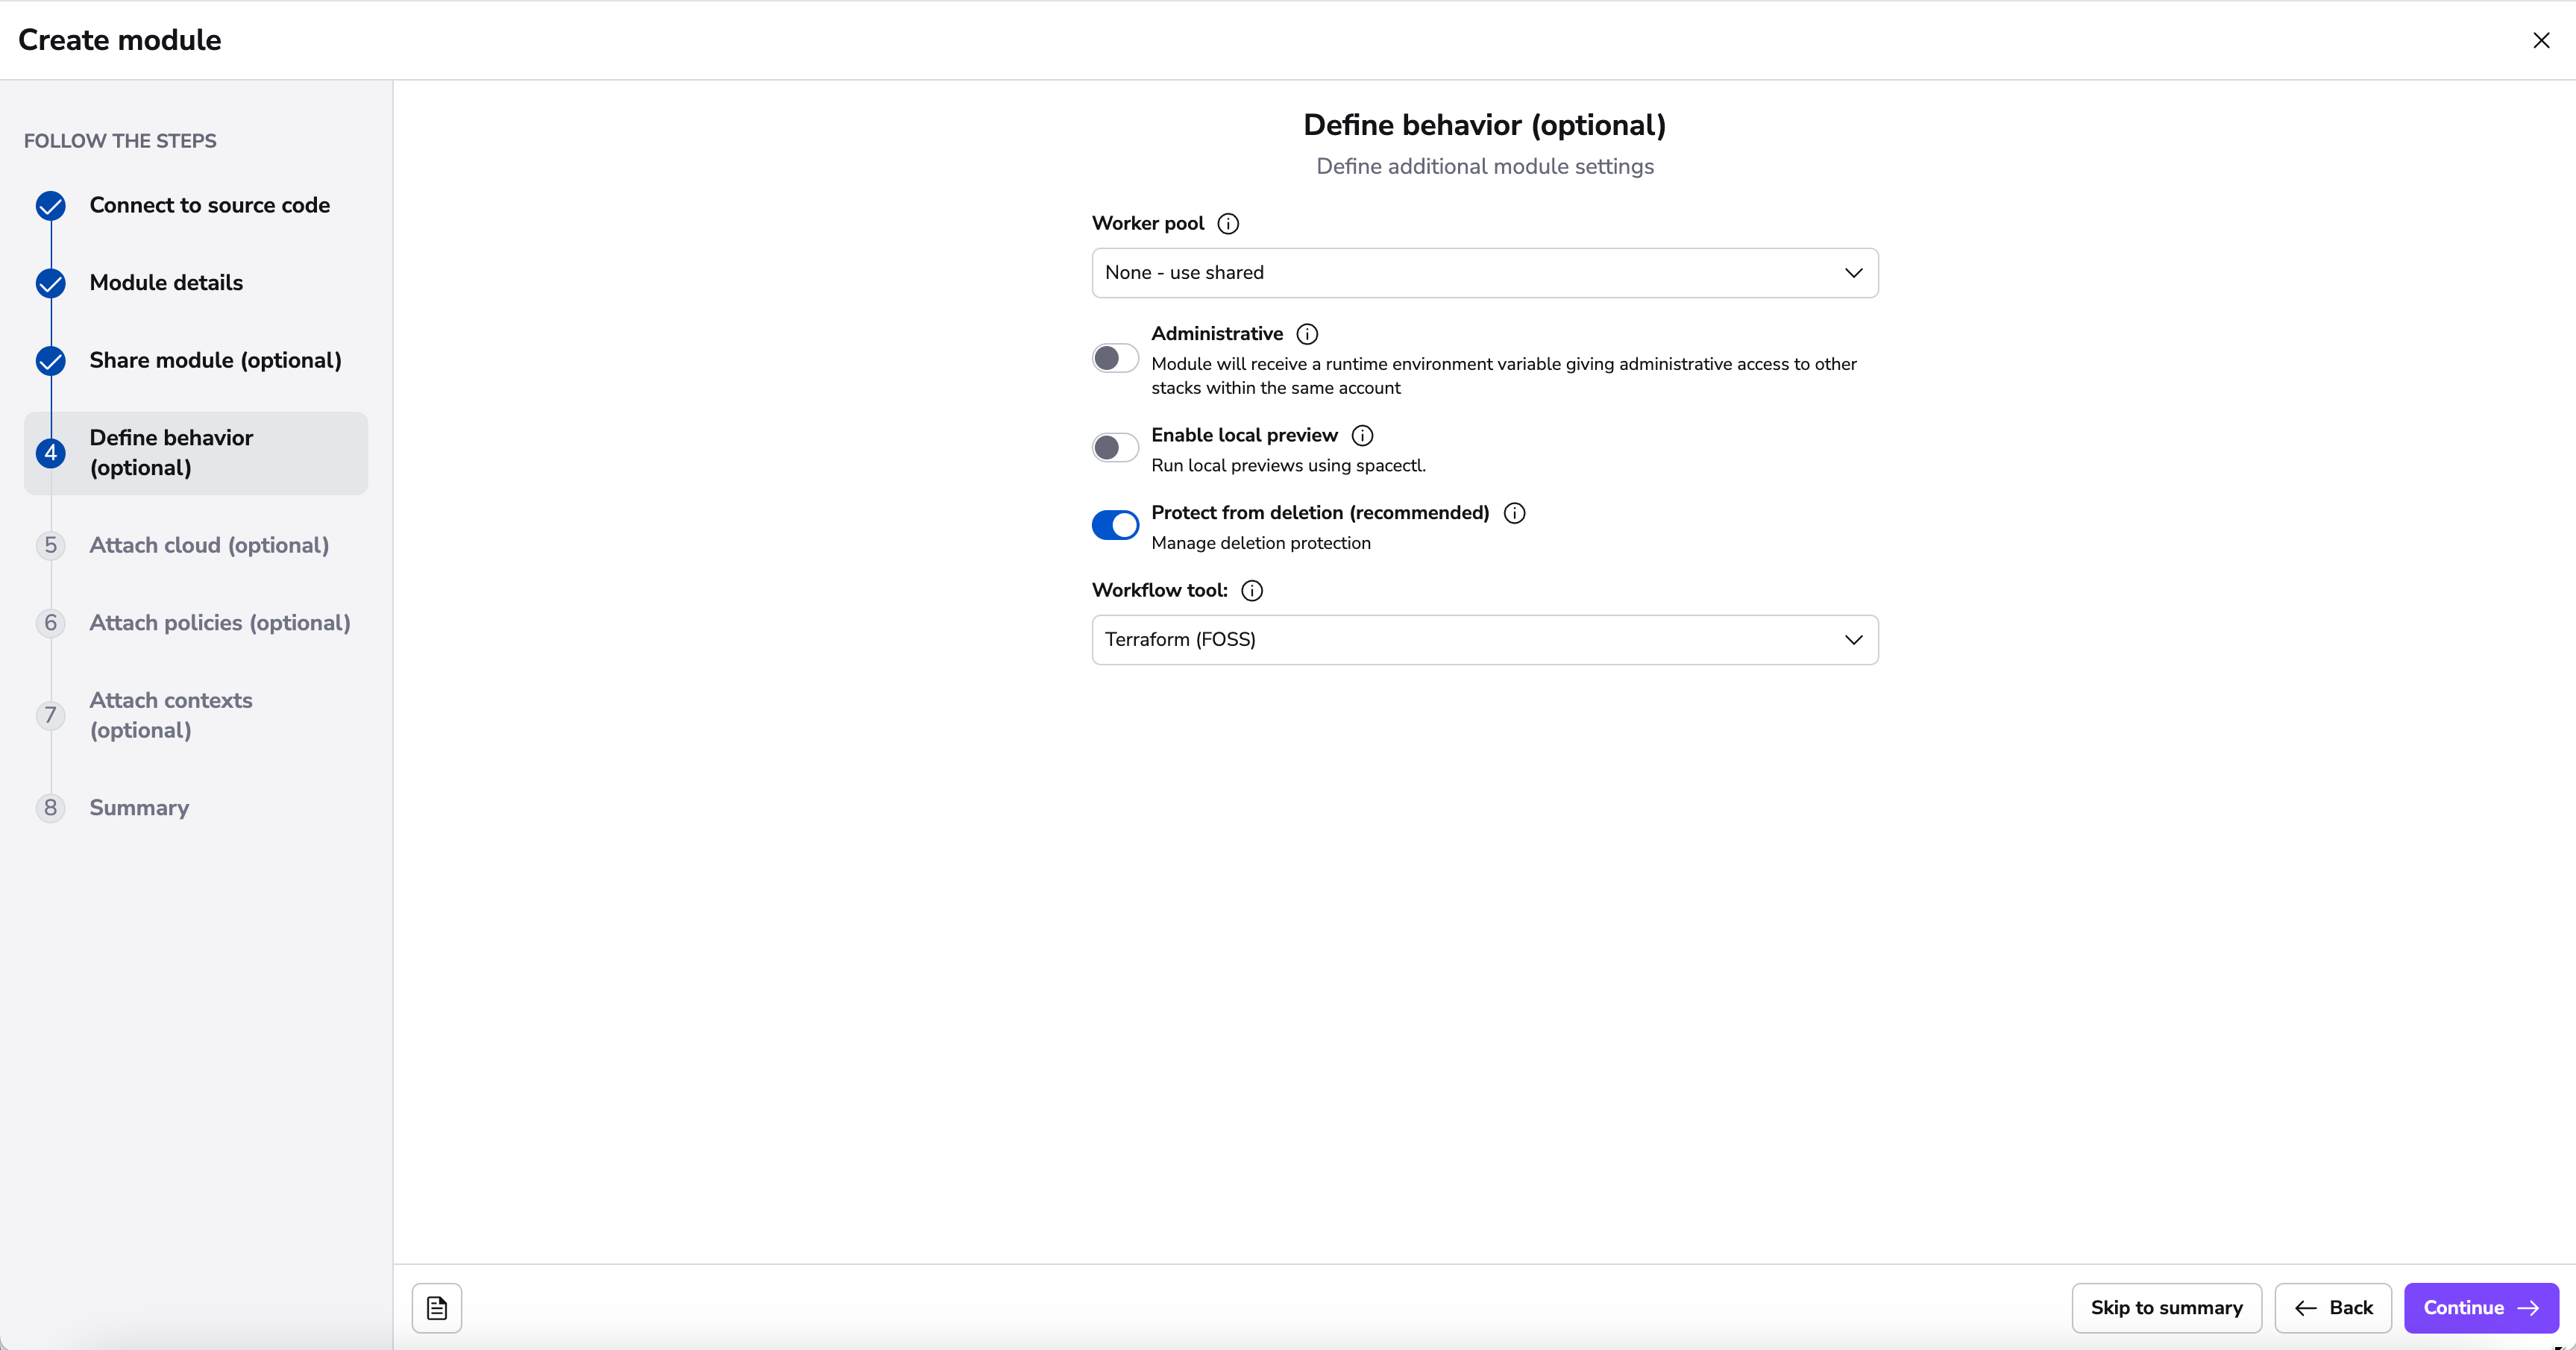 Create module
FOLLOW THE STEPS
Connect to source code
Module details
Share module (optional)
4
Define behavior
(optional)
5
Attach cloud (optional)
6
Attach policies (optional)
7
Attach contexts
(optional)
8
Summary
Define behavior (optional)
Define additional module settings
Worker pool
None - use shared
Administrative
Module will receive a runtime environment variable giving administrative access to other
stacks within the same account
Enable local preview
Run local previews using spacectl.
Protect from deletion (recommended)
Manage deletion protection
Workflow tool:
Terraform (FOSS)
Skip to summary
Back
Continue